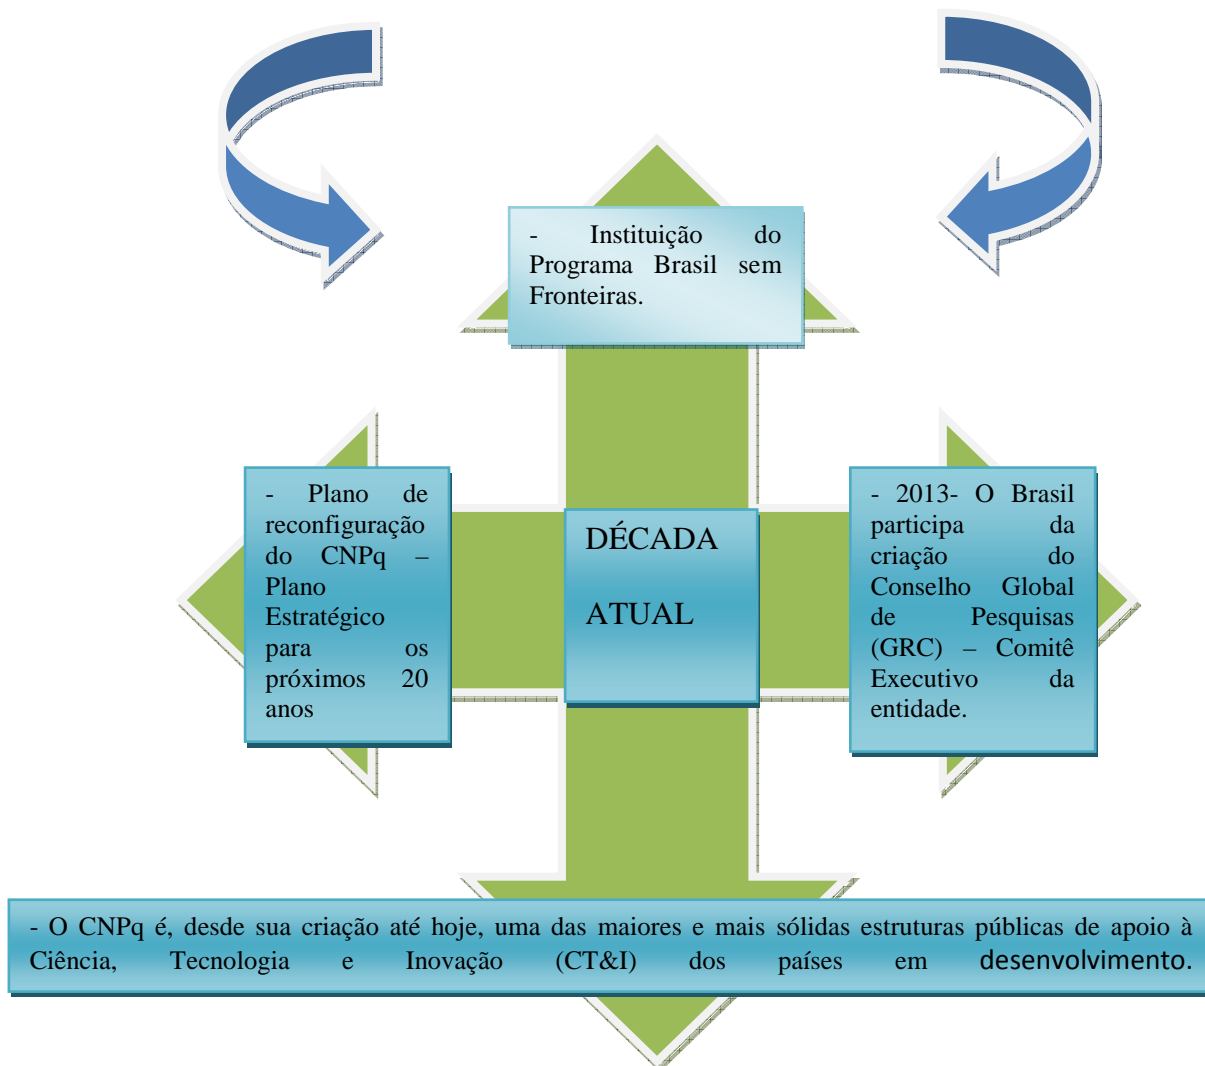 - Instituição do
Programa Brasil sem
Fronteiras.
- Plano de
reconfiguração
do CNPq –
Plano
Estratégico
para os
próximos 20
anos
DÉCADA
ATUAL
- 2013- O Brasil
participa da
criação do
Conselho Global
de Pesquisas
(GRC) – Comitê
Executivo da
entidade.
- O CNPq é, desde sua criação até hoje, uma das maiores e mais sólidas estruturas públicas de apoio à
Ciência, Tecnologia e Inovação (CT&I) dos países em desenvolvimento.